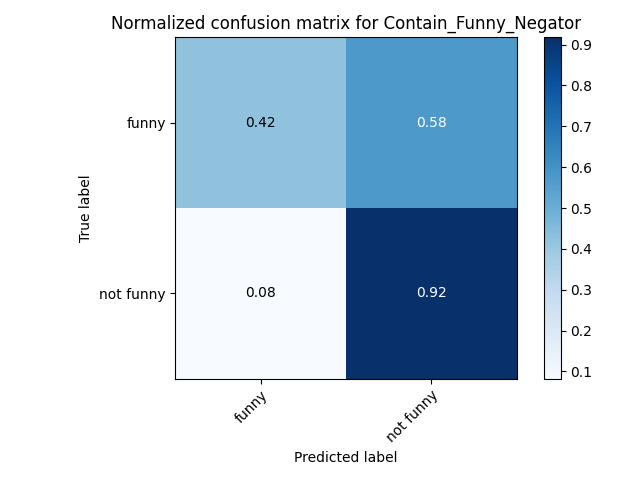 Normalized confusion matrix for Contain_Funny_Negator
True label
funny
0.42
0.58
not funny
0.08
0.92
funny
not funny
Predicted label
0.9
0.8
0.7
0.6
0.5
0.4
0.3
0.2
0.1